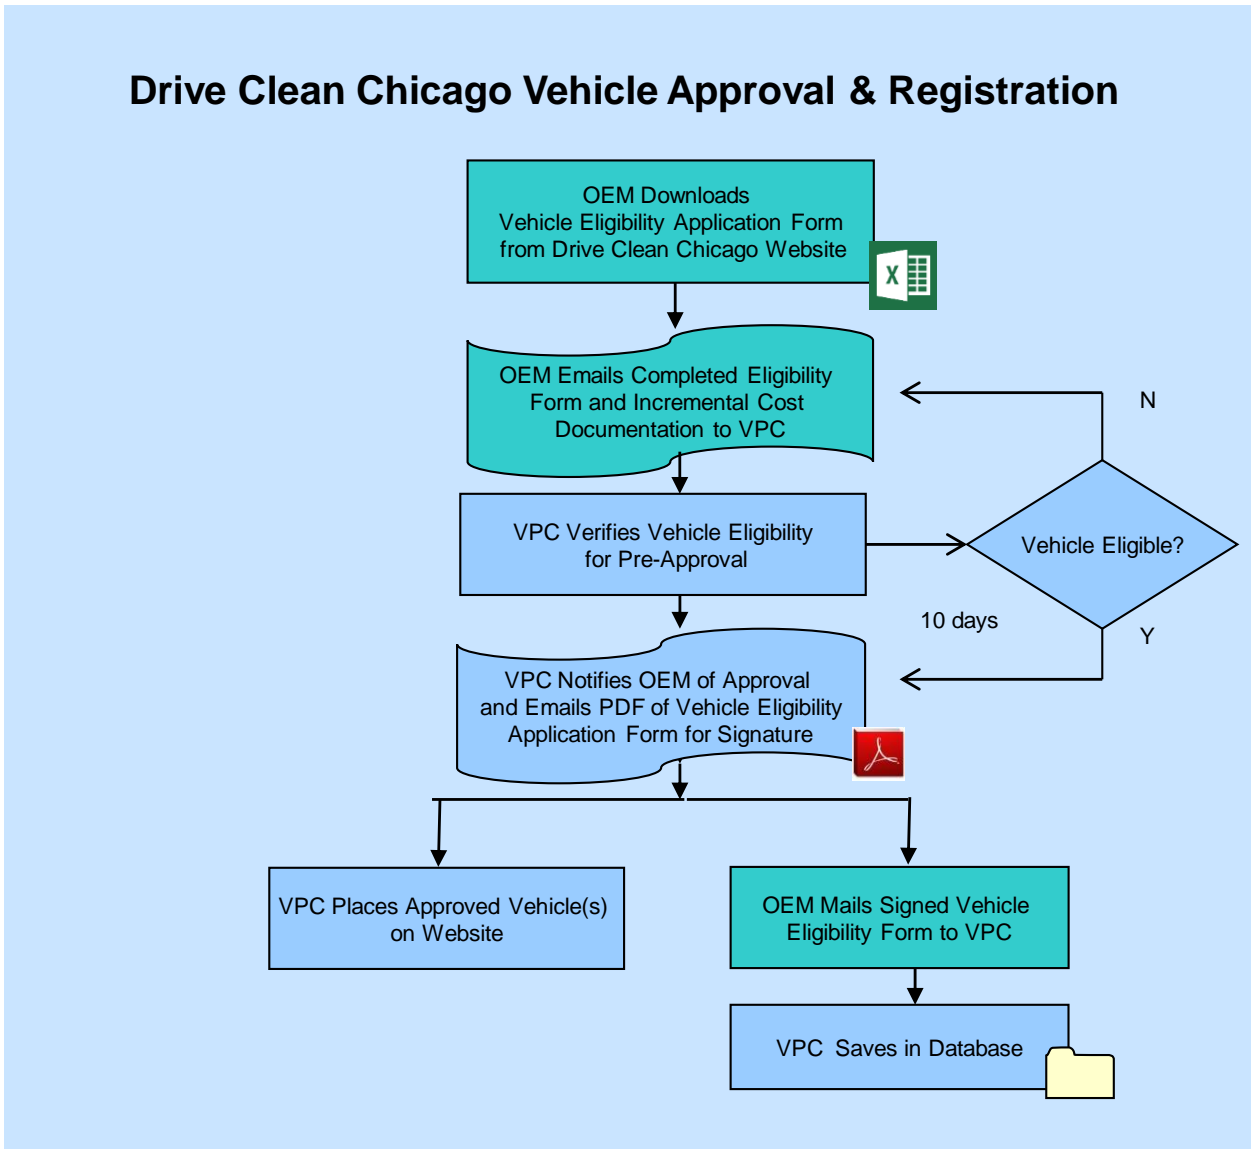 Drive Clean Chicago Vehicle Approval & Registration
OEM Downloads
Vehicle Eligibility Application Form
from Drive Clean Chicago Website
X
OEM Emails Completed Eligibility
Form and Incremental Cost
Documentation to VPC
N
VPC Verifies Vehicle Eligibility
for Pre-Approval
Vehicle Eligible?
10 days
Y
VPC Notifies OEM of Approval
and Emails PDF of Vehicle Eligibility
Application Form for Signature
VPC Places Approved Vehicle(s)
on Website
OEM Mails Signed Vehicle
Eligibility Form to VPC
VPC Saves in Database